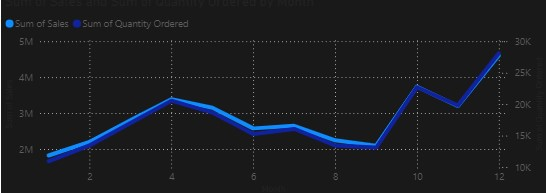 Sum of Sales and Sum of Quantity Ordered by Month
Sum of Sales Sum of Quantity Ordered
5M 30K
4M 25K
3M 20K
2M 15K
10K
2 4 6 8 10 12